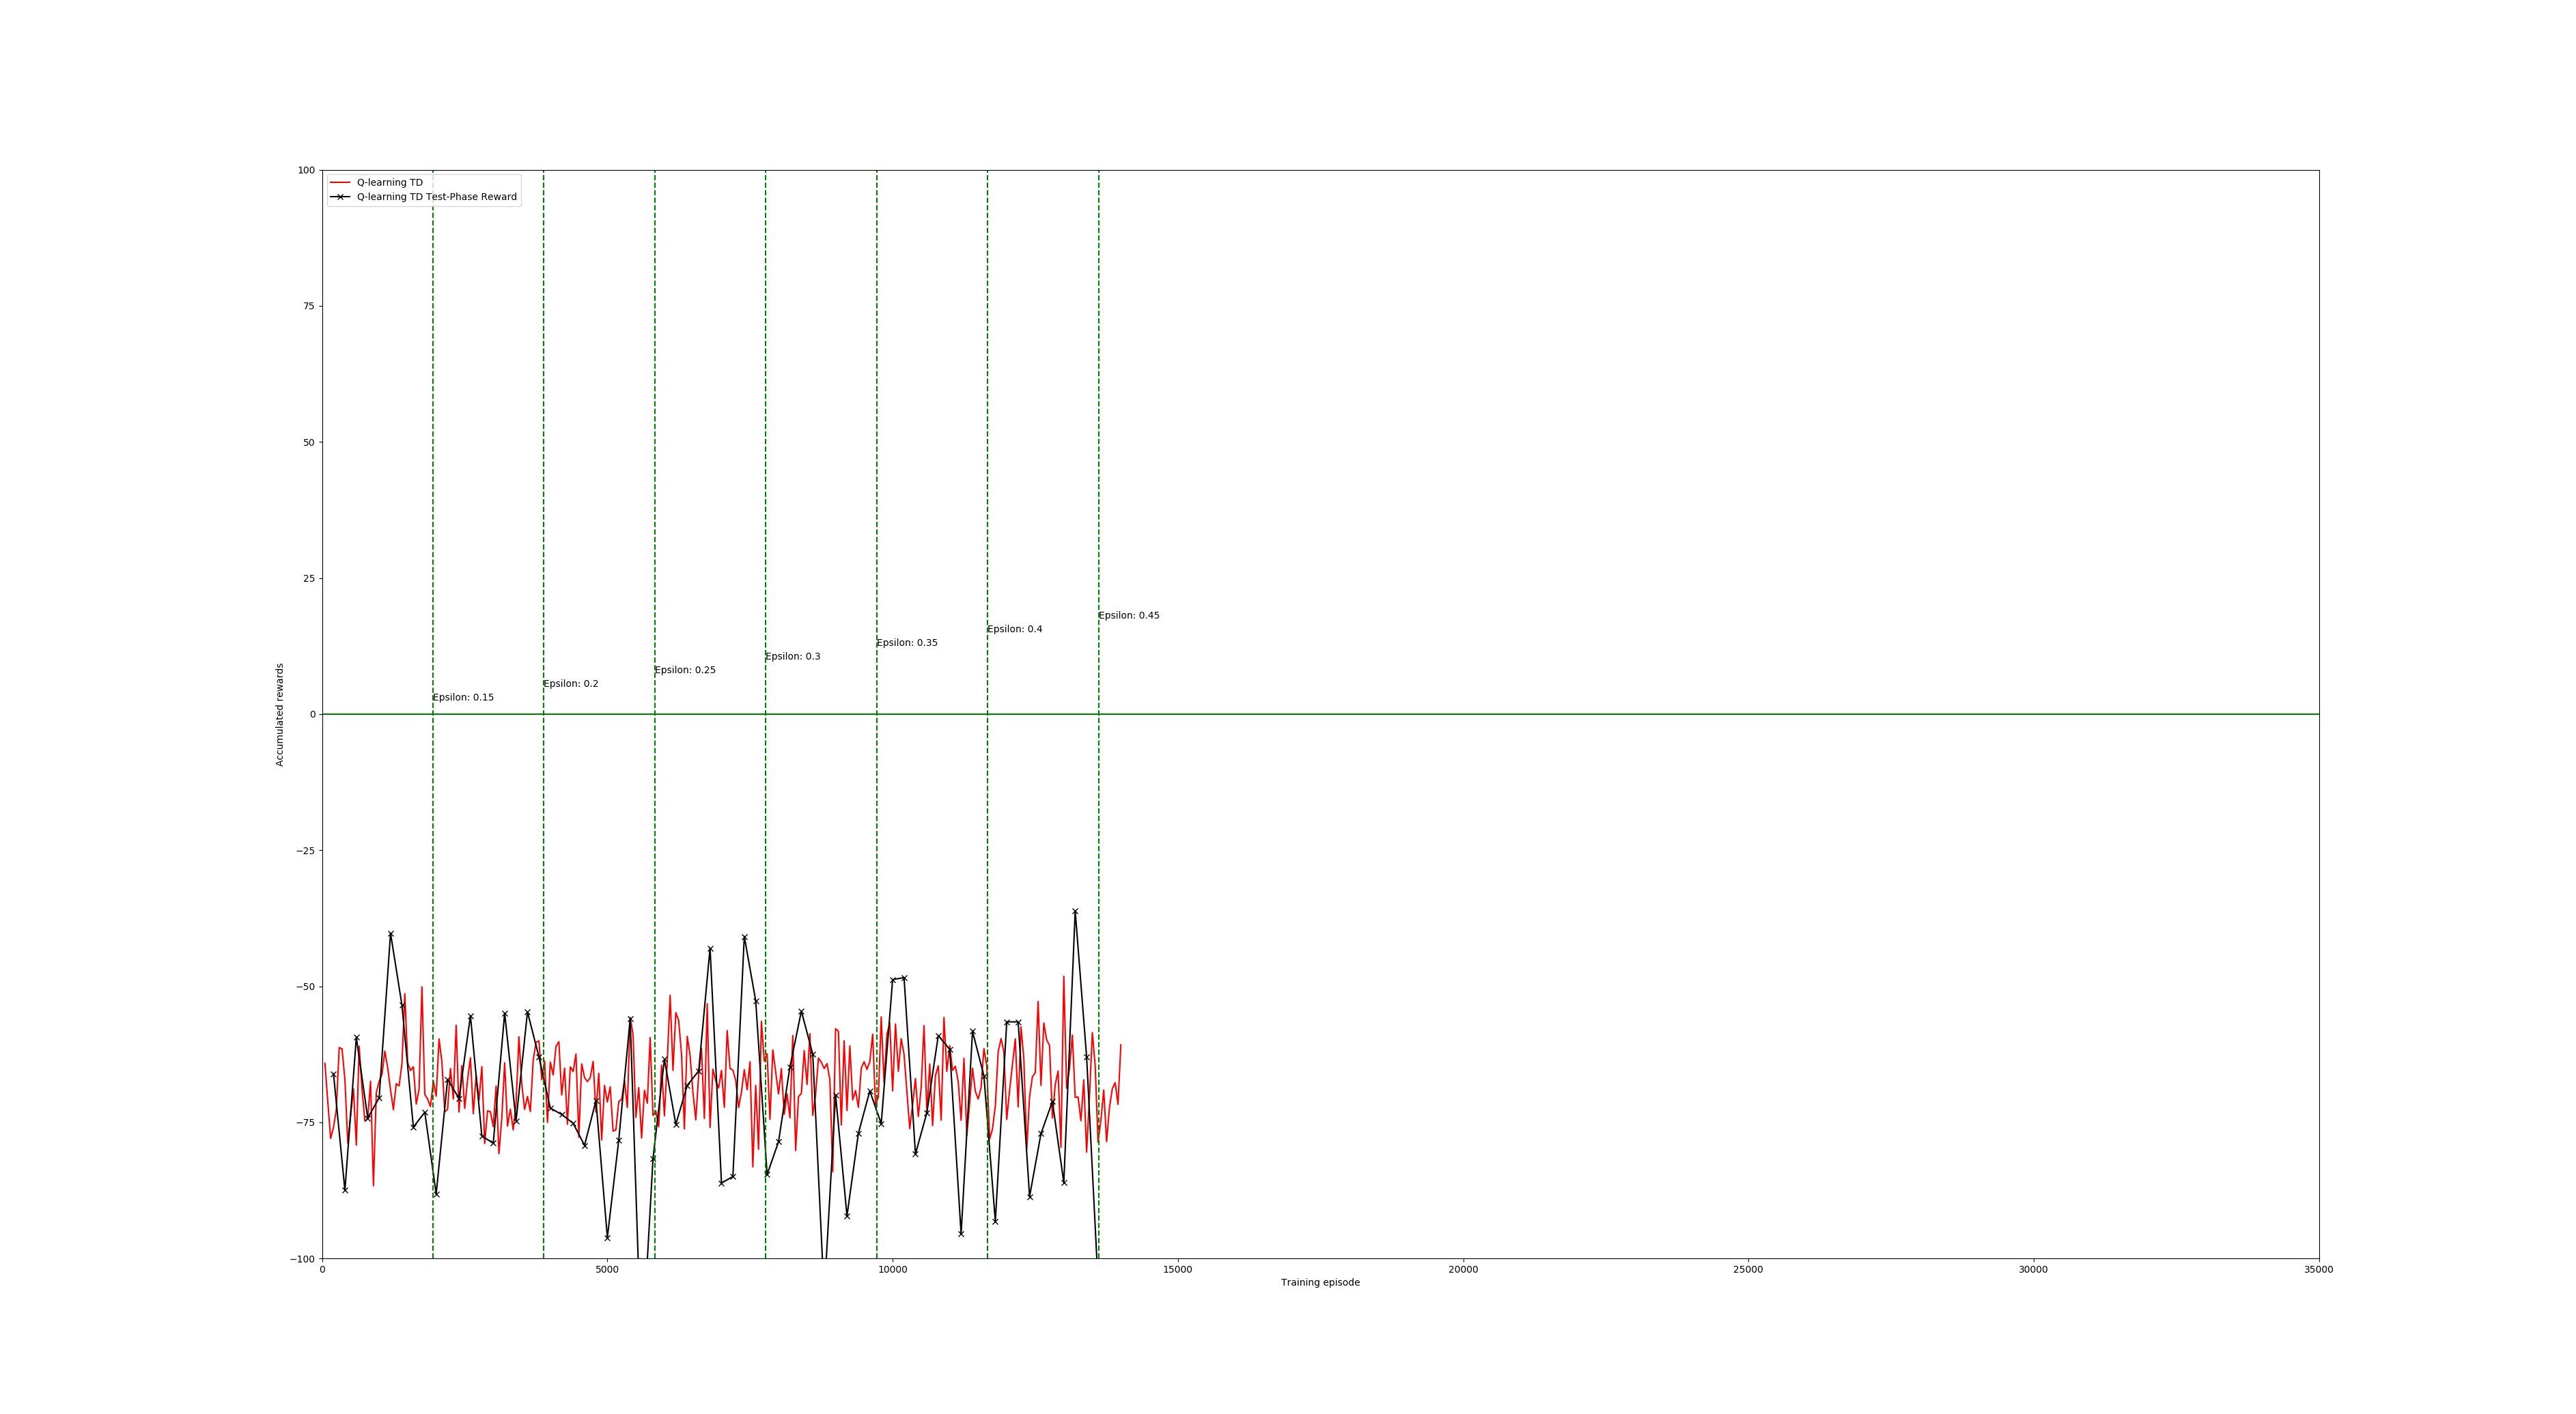 100
Q-learning TD
Q-learning TD Test-Phase Reward
75
50
25
Epsilon: 0.45
Epsilon: 0.4
Epsilon: 0.35
Epsilon: 0.3
Epsilon: 0.25
Epsilon: 0.2
Epsilon: 0.15
0
Accumulated rewards
−25
−50
−75
−100
0 5000 10000 15000 20000 25000 30000 35000
Training episode